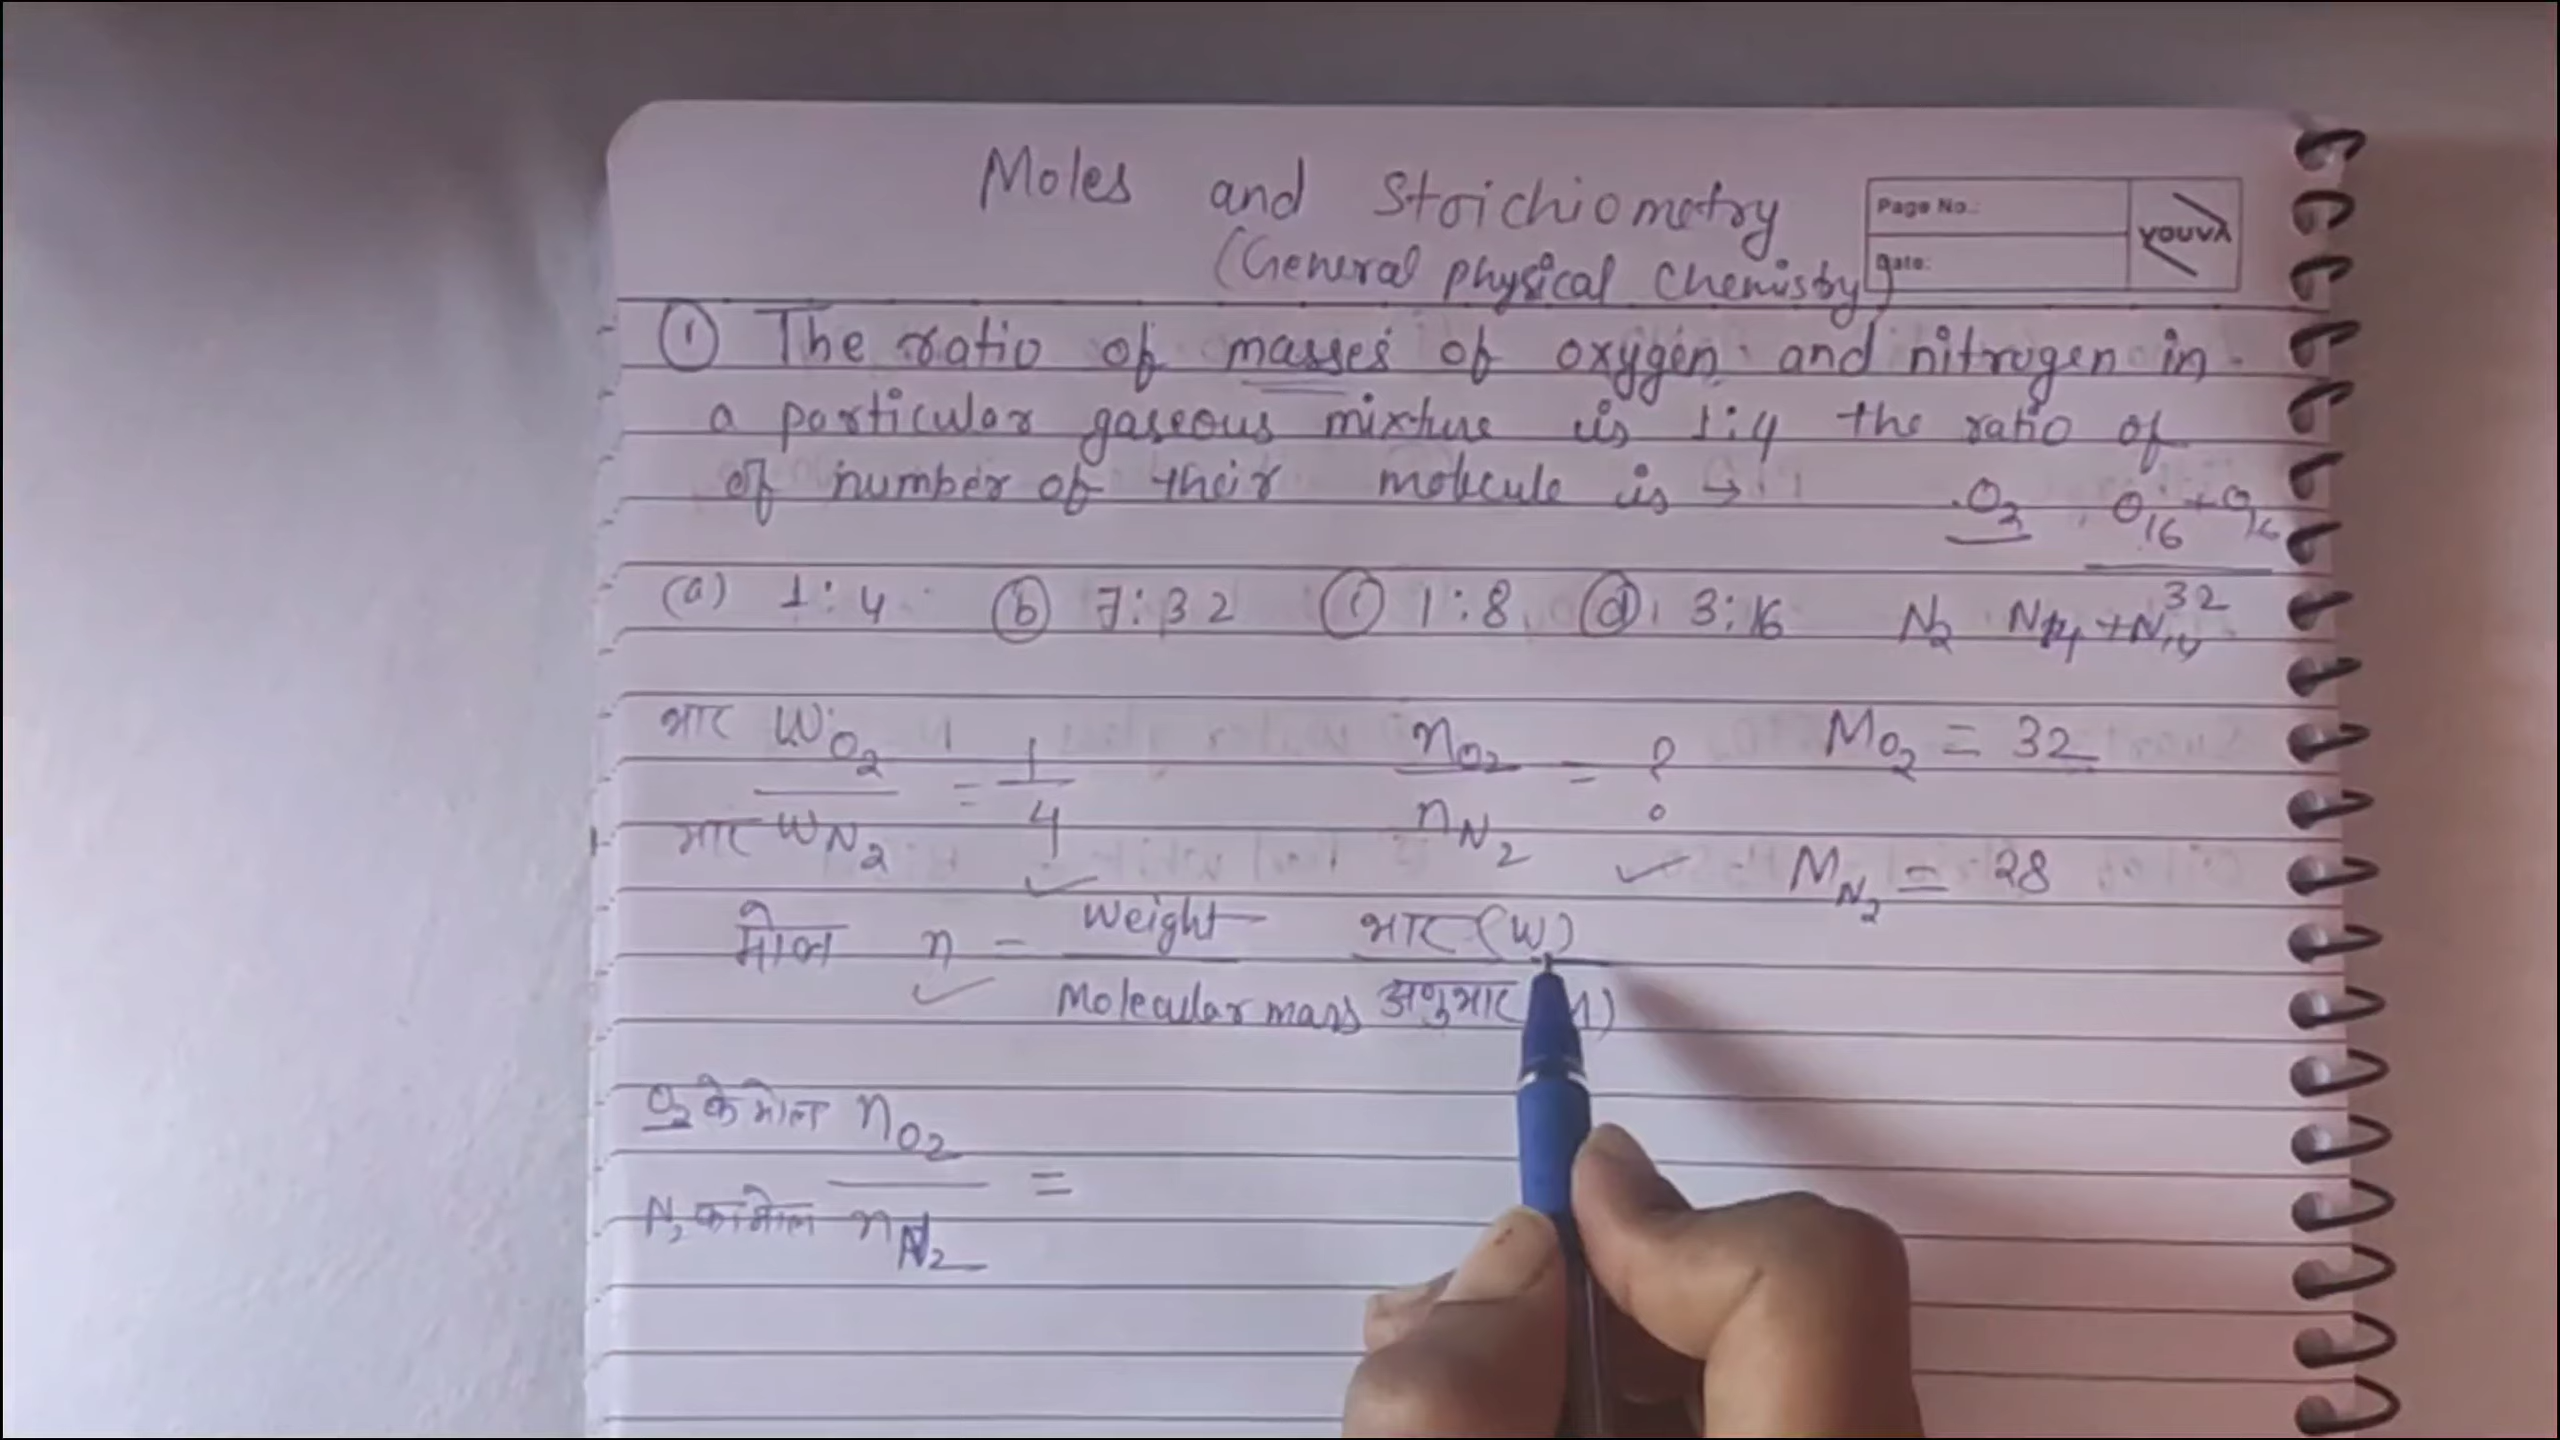 Moles and Stoichiometry
(General physical Chemistry)
Page No.:
Date:
youva
① The ratio of masses of oxygen and nitrogen in
a particular gaseous mixture is 1:4 the ratio of
of number of their molecule is →
O2 O16 + O16
32
(a) 1:4 (b) 7:32 (c) 1:8 (d) 3:16
N2 N14 + N14
भार WO2 / भार WN2 = 1/4
nO2 / nN2 = ?
MO2 = 32
MN2 = 28
मोल n = Weight / Molecular mass भार (W) / अणुभार
O2 के मोल nO2
=
N2 का मोल nN2